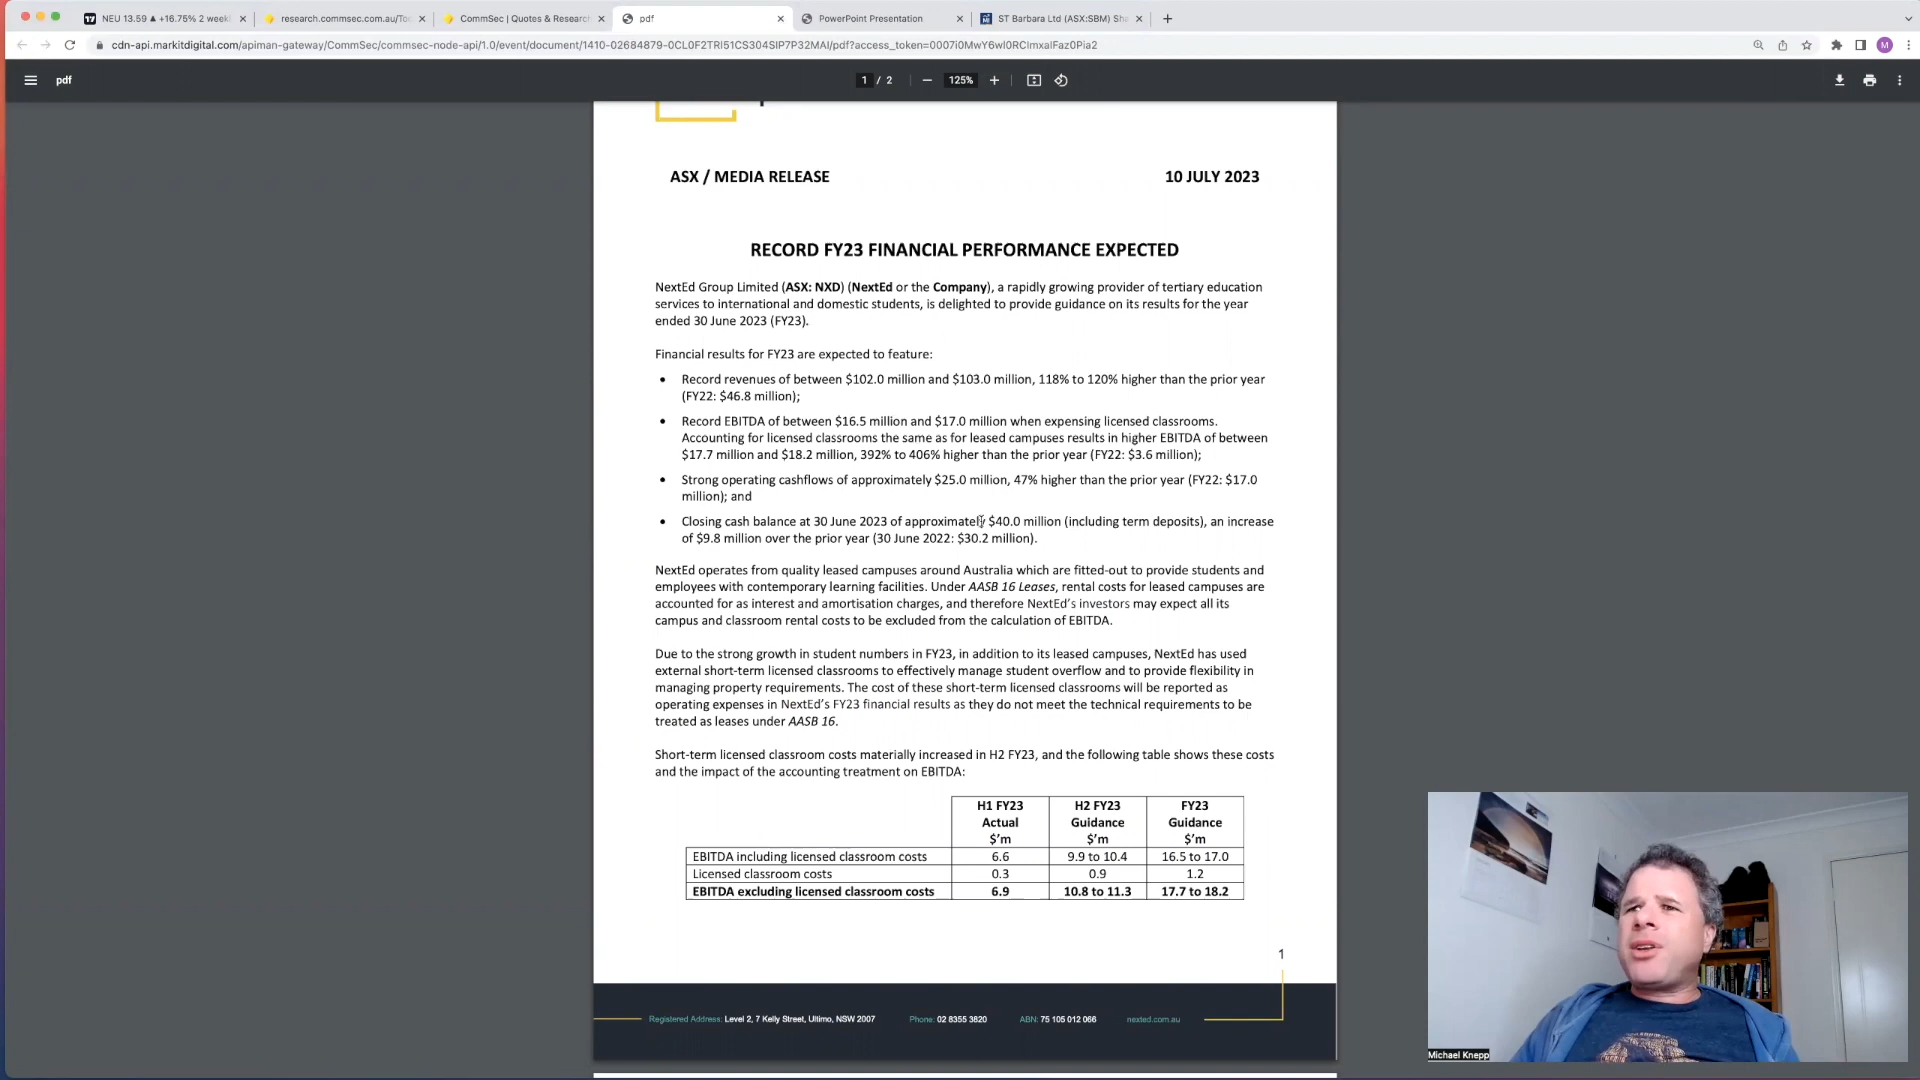 NEU 13.59 ▲ +16.75% 2 week
research.commsec.com.au/To
CommSec | Quotes & Research
pdf
PowerPoint Presentation
ST Barbara Ltd (ASX:SBM) Sh
cdn-api.markitdigital.com/apiman-gateway/CommSec/commsec-node-api/1.0/event/document/1410-02684879-0CL0F2TRI51CS304SIP7P32MAI/pdf?access_token=0007i0MwY6wI0RCImxaIFaz0Pia2
M
pdf
1 / 2
125%
ASX / MEDIA RELEASE
10 JULY 2023
RECORD FY23 FINANCIAL PERFORMANCE EXPECTED
NextEd Group Limited (ASX: NXD) (NextEd or the Company), a rapidly growing provider of tertiary education
services to international and domestic students, is delighted to provide guidance on its results for the year
ended 30 June 2023 (FY23).
Financial results for FY23 are expected to feature:
• Record revenues of between $102.0 million and $103.0 million, 118% to 120% higher than the prior year
(FY22: $46.8 million);
• Record EBITDA of between $16.5 million and $17.0 million when expensing licensed classrooms.
Accounting for licensed classrooms the same as for leased campuses results in higher EBITDA of between
$17.7 million and $18.2 million, 392% to 406% higher than the prior year (FY22: $3.6 million);
• Strong operating cashflows of approximately $25.0 million, 47% higher than the prior year (FY22: $17.0
million); and
• Closing cash balance at 30 June 2023 of approximately $40.0 million (including term deposits), an increase
of $9.8 million over the prior year (30 June 2022: $30.2 million).
NextEd operates from quality leased campuses around Australia which are fitted-out to provide students and
employees with contemporary learning facilities. Under AASB 16 Leases, rental costs for leased campuses are
accounted for as interest and amortisation charges, and therefore NextEd's investors may expect all its
campus and classroom rental costs to be excluded from the calculation of EBITDA.
Due to the strong growth in student numbers in FY23, in addition to its leased campuses, NextEd has used
external short-term licensed classrooms to effectively manage student overflow and to provide flexibility in
managing property requirements. The cost of these short-term licensed classrooms will be reported as
operating expenses in NextEd's FY23 financial results as they do not meet the technical requirements to be
treated as leases under AASB 16.
Short-term licensed classroom costs materially increased in H2 FY23, and the following table shows these costs
and the impact of the accounting treatment on EBITDA:
H1 FY23 H2 FY23 FY23
Actual Guidance Guidance
$'m $'m $'m
EBITDA including licensed classroom costs 6.6 9.9 to 10.4 16.5 to 17.0
Licensed classroom costs 0.3 0.9 1.2
EBITDA excluding licensed classroom costs 6.9 10.8 to 11.3 17.7 to 18.2
1
Registered Address: Level 2, 7 Kelly Street, Ultimo, NSW 2007 Phone: 02 8355 3820 ABN: 75 105 012 066 nexted.com.au
Michael Knepp